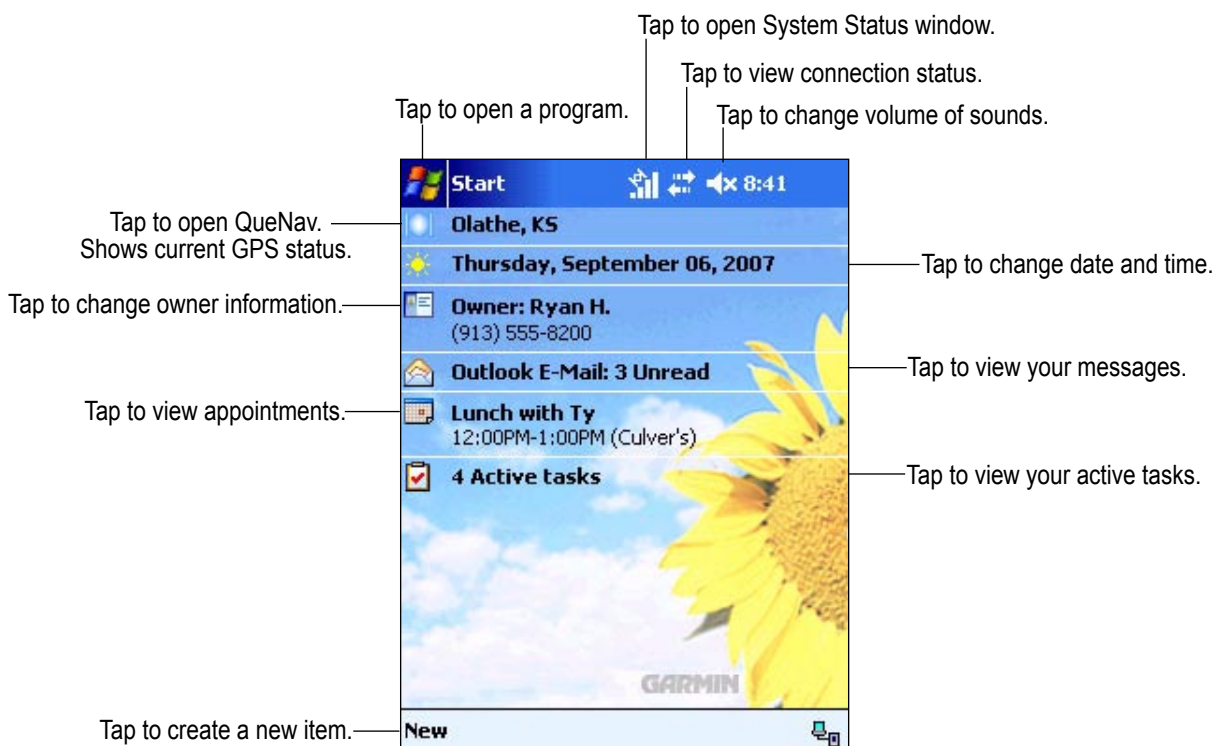 Tap to open System Status window.
Tap to view connection status.
Tap to open a program.
Tap to change volume of sounds.
Start
8:41
Tap to open QueNav.
Shows current GPS status.
Olathe, KS
Thursday, September 06, 2007
Tap to change date and time.
Tap to change owner information.
Owner: Ryan H.
(913) 555-8200
Outlook E-Mail: 3 Unread
Tap to view your messages.
Tap to view appointments.
Lunch with Ty
12:00PM-1:00PM (Culver's)
4 Active tasks
Tap to view your active tasks.
GARMIN
Tap to create a new item.
New